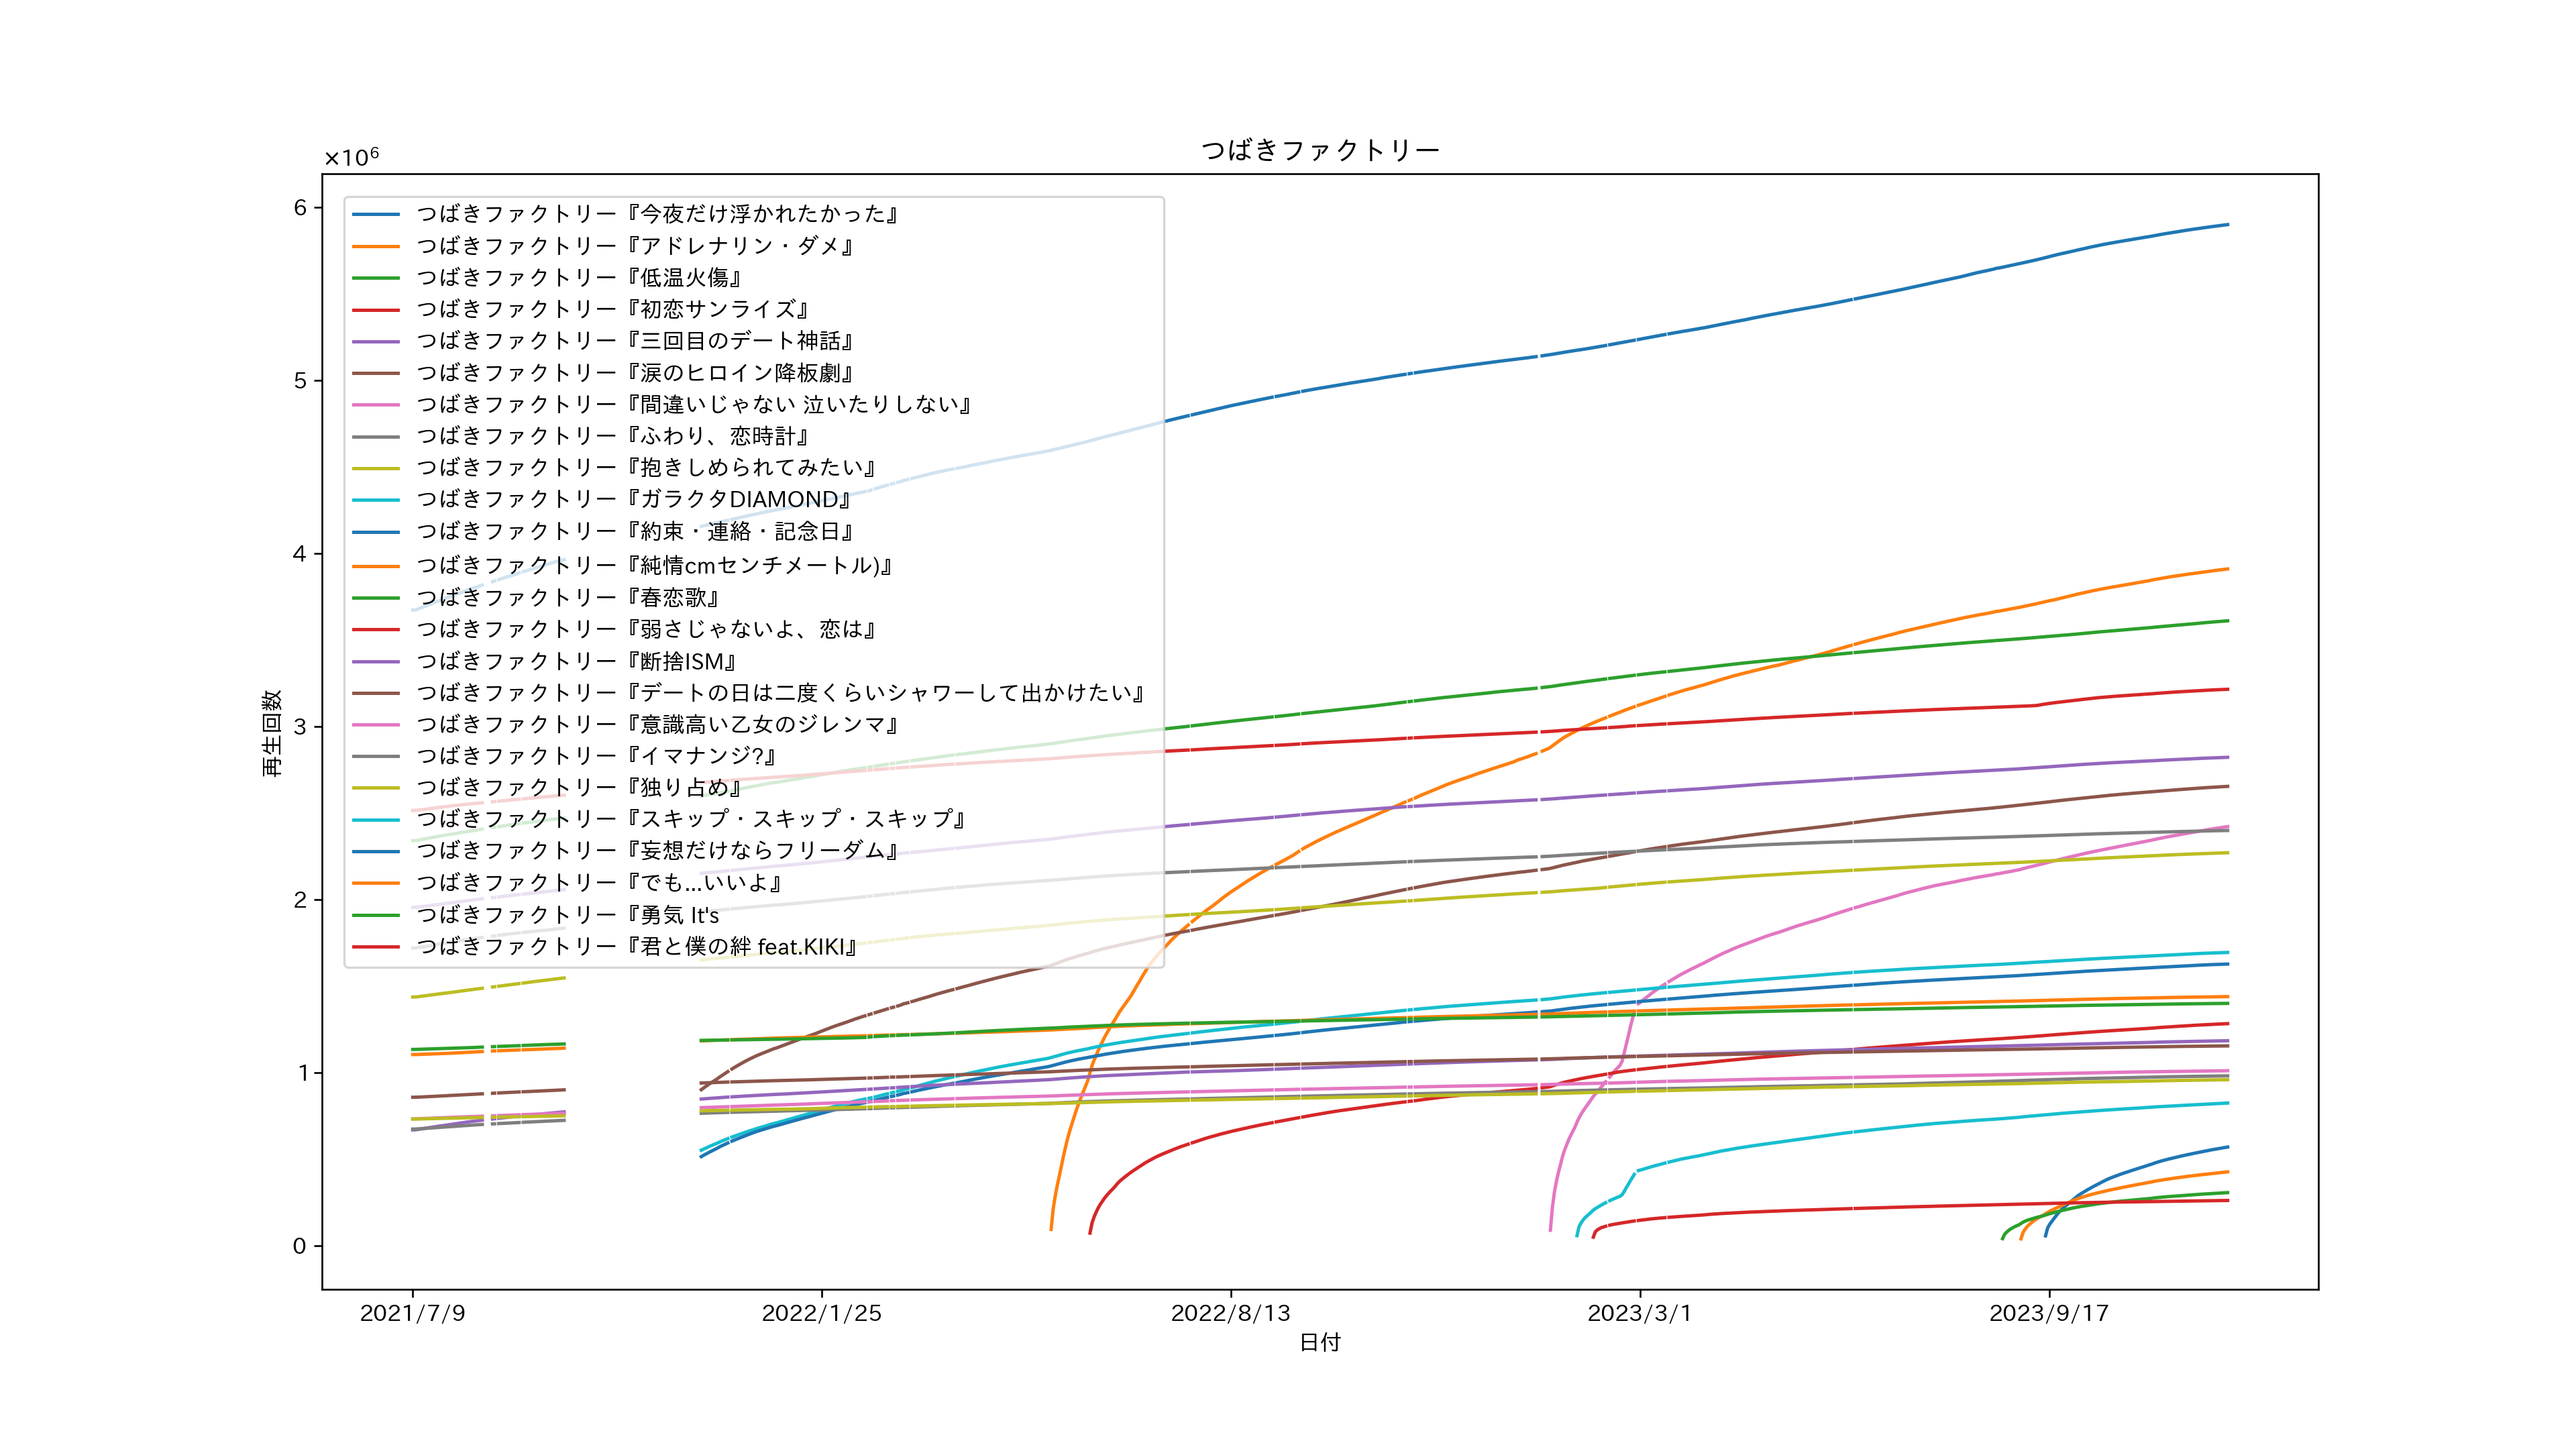 つばきファクトリー
×10⁶
6
5
4
3
2
1
0
再生回数
つばきファクトリー『今夜だけ浮かれたかった』
つばきファクトリー『アドレナリン・ダメ』
つばきファクトリー『低温火傷』
つばきファクトリー『初恋サンライズ』
つばきファクトリー『三回目のデート神話』
つばきファクトリー『涙のヒロイン降板劇』
つばきファクトリー『間違いじゃない 泣いたりしない』
つばきファクトリー『ふわり、恋時計』
つばきファクトリー『抱きしめられてみたい』
つばきファクトリー『ガラクタDIAMOND』
つばきファクトリー『約束・連絡・記念日』
つばきファクトリー『純情cmセンチメートル)』
つばきファクトリー『春恋歌』
つばきファクトリー『弱さじゃないよ、恋は』
つばきファクトリー『断捨ISM』
つばきファクトリー『デートの日は二度くらいシャワーして出かけたい』
つばきファクトリー『意識高い乙女のジレンマ』
つばきファクトリー『イマナンジ?』
つばきファクトリー『独り占め』
つばきファクトリー『スキップ・スキップ・スキップ』
つばきファクトリー『妄想だけならフリーダム』
つばきファクトリー『でも...いいよ』
つばきファクトリー『勇気 It's
つばきファクトリー『君と僕の絆 feat.KIKI』
2021/7/9
2022/1/25
2022/8/13
2023/3/1
2023/9/17
日付